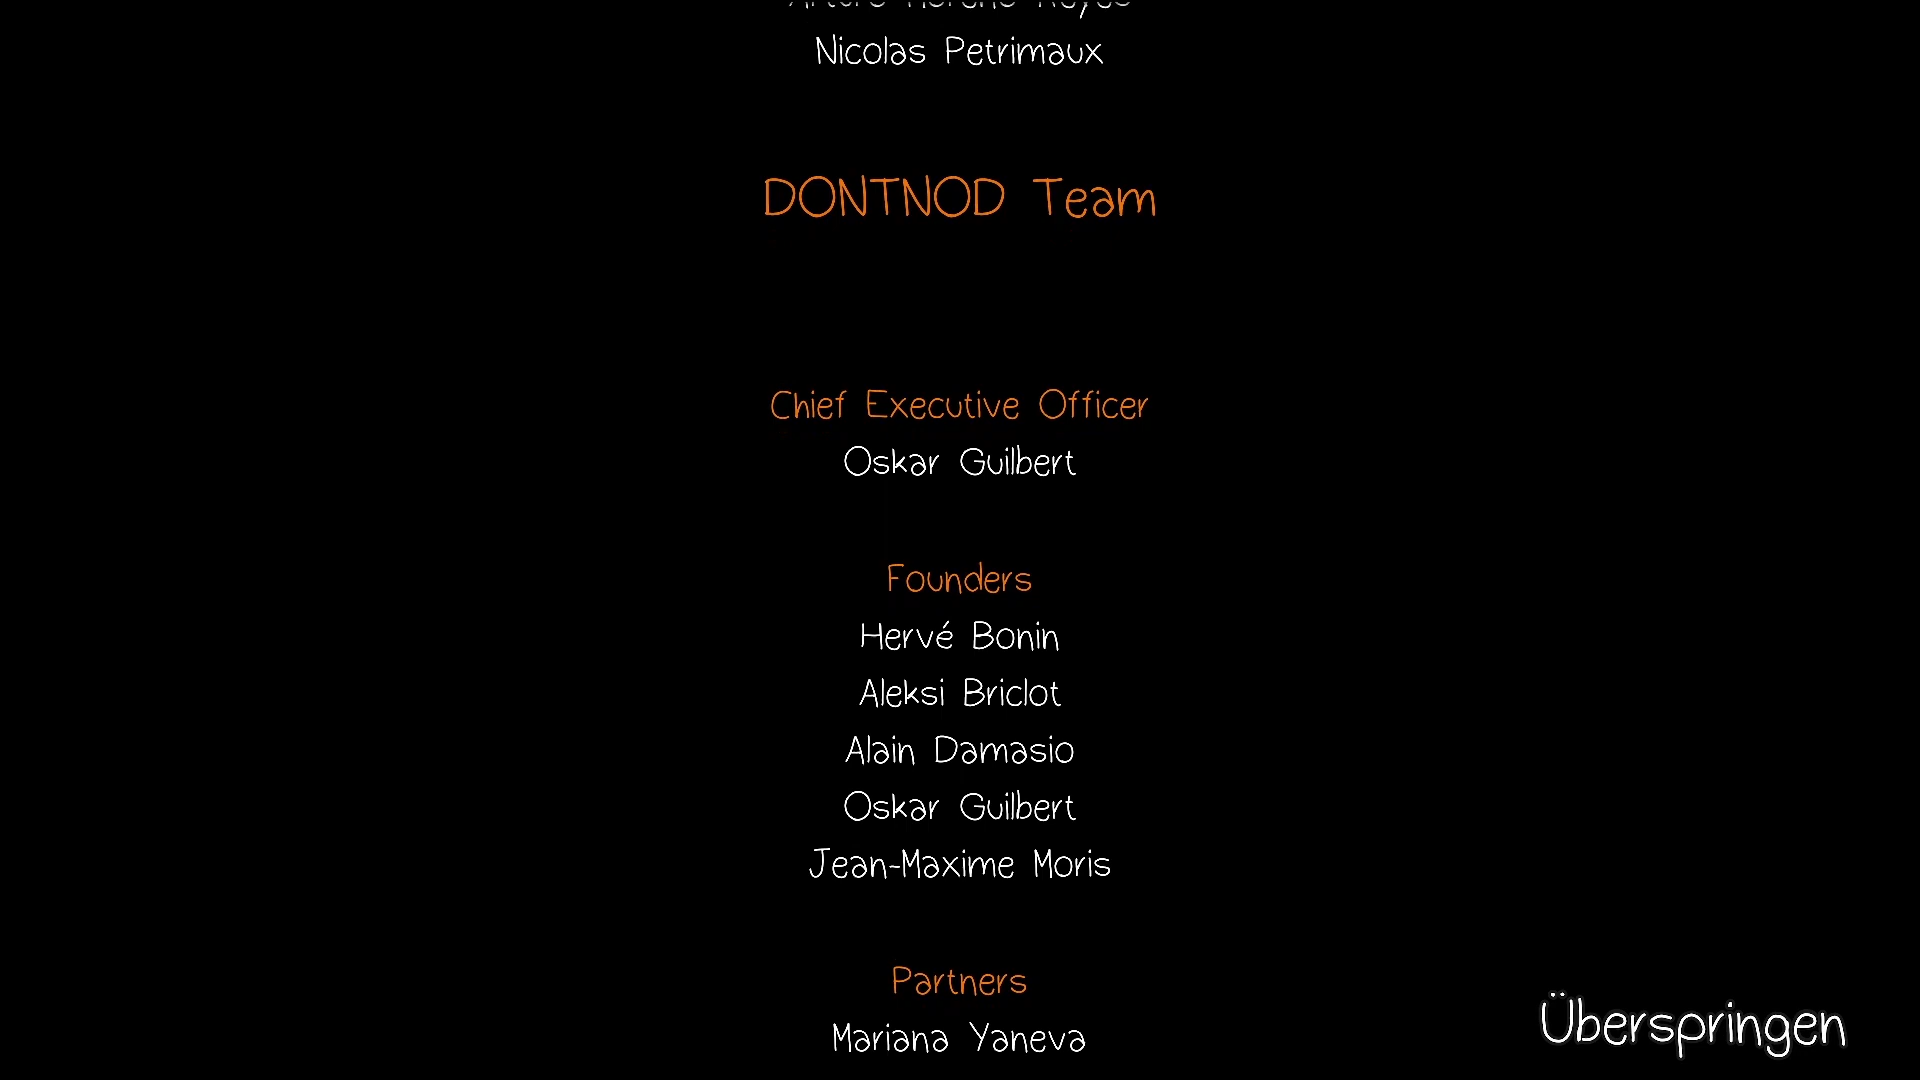 Nicolas Petrimaux
DONTNOD Team
Chief Executive Officer
Oskar Guilbert
Founders
Hervé Bonin
Aleksi Briclot
Alain Damasio
Oskar Guilbert
Jean-Maxime Moris
Partners
Mariana Yaneva
Überspringen